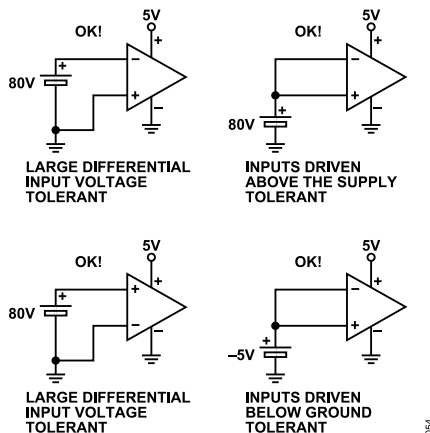 5V
OK!
+
+
−
80V
+
−
LARGE DIFFERENTIAL
INPUT VOLTAGE
TOLERANT
5V
OK!
+
−
+
+
80V
−
INPUTS DRIVEN
ABOVE THE SUPPLY
TOLERANT
5V
OK!
+
+
+
80V
−
−
LARGE DIFFERENTIAL
INPUT VOLTAGE
TOLERANT
5V
OK!
+
−
+
+
−5V
−
INPUTS DRIVEN
BELOW GROUND
TOLERANT
054